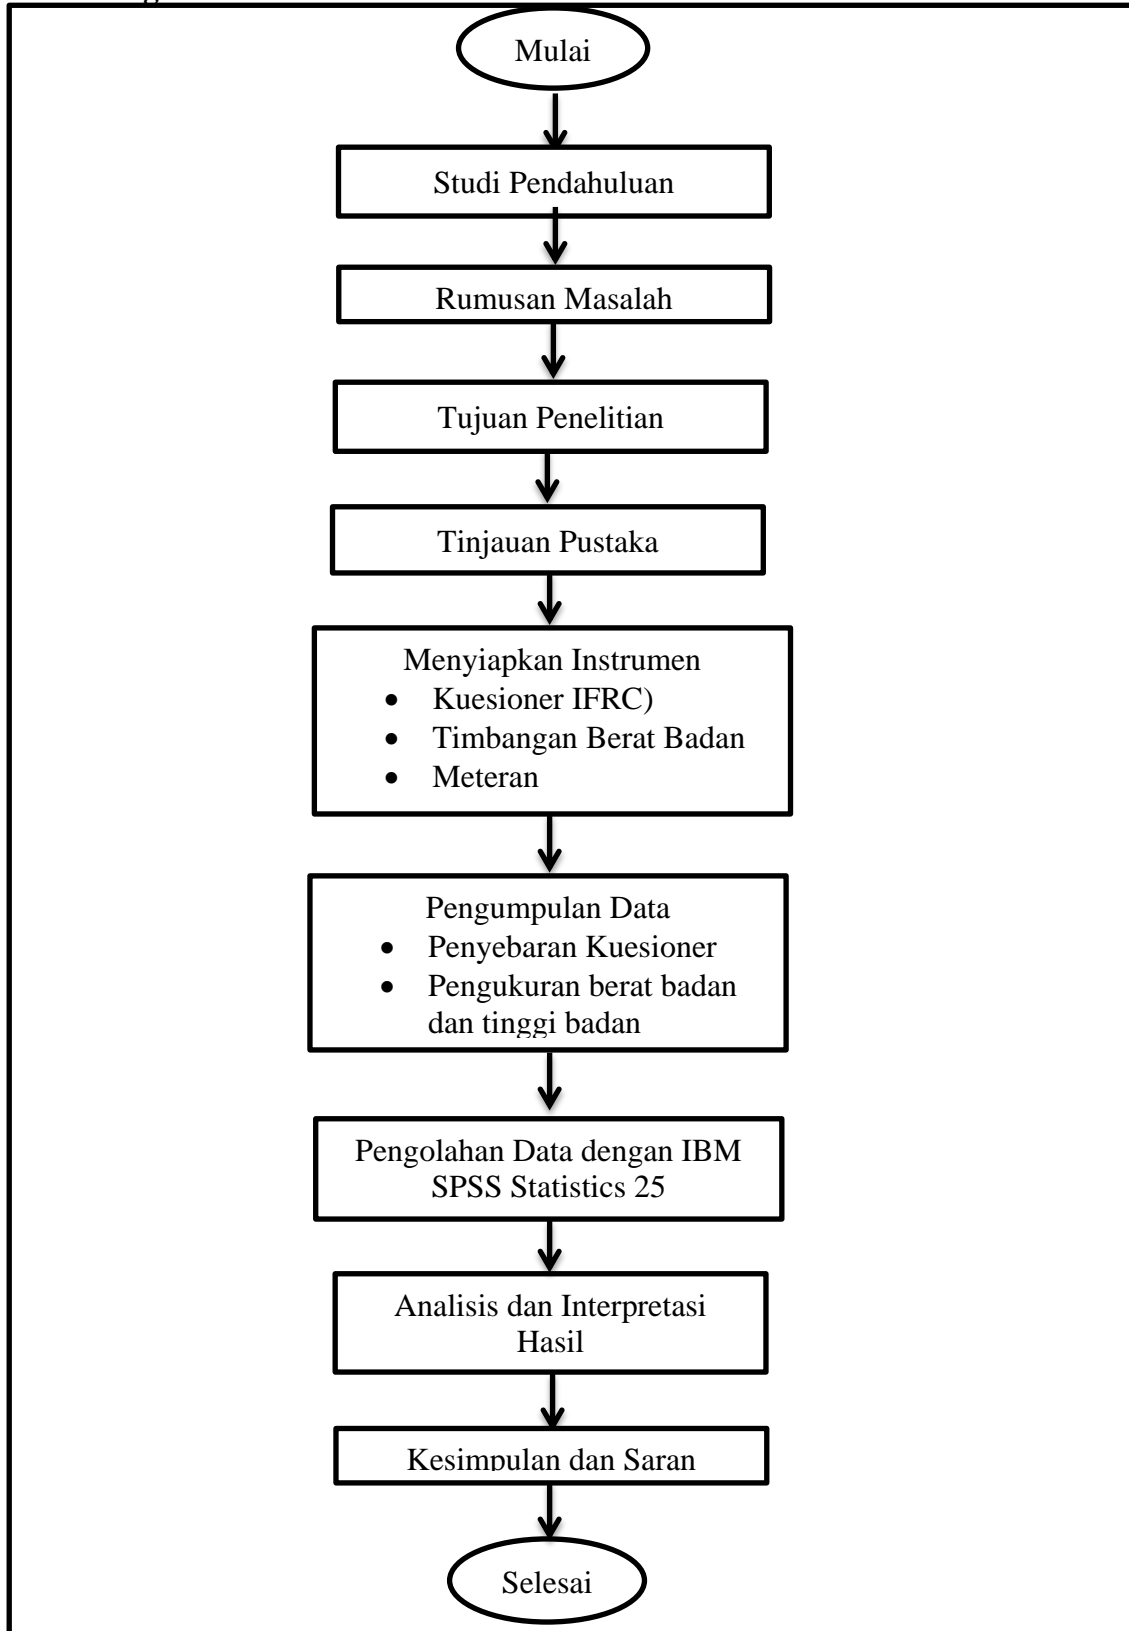 Mulai
Studi Pendahuluan
Rumusan Masalah
Tujuan Penelitian
Tinjauan Pustaka
Menyiapkan Instrumen
• Kuesioner IFRC)
• Timbangan Berat Badan
• Meteran
Pengumpulan Data
• Penyebaran Kuesioner
• Pengukuran berat badan
dan tinggi badan
Pengolahan Data dengan IBM
SPSS Statistics 25
Analisis dan Interpretasi
Hasil
Kesimpulan dan Saran
Selesai